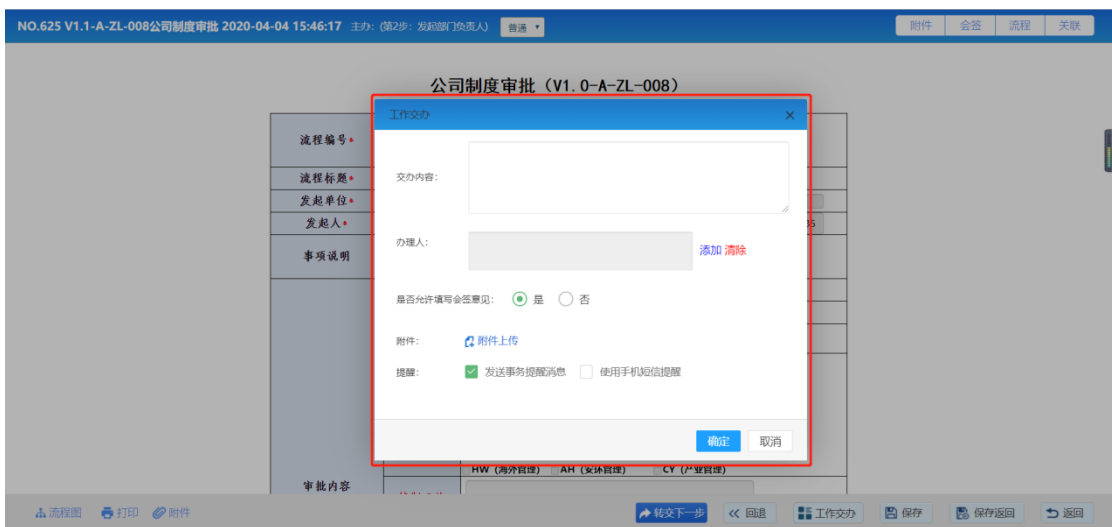 NO.625 V1.1-A-ZL-008公司制度审批 2020-04-04 15:46:17 主办: (第2步: 发起部门负责人) 普通 附件 会签 流程 关联
公司制度审批（V1.0-A-ZL-008）
工作交办 ×
流程编号*
流程标题*
交办内容:
发起单位*
发起人*
办理人:
添加 清除
事项说明
是否允许填写会签意见: 是 否
附件: 附件上传
提醒: 发送事务提醒消息 使用手机短信提醒
确定 取消
HW (海外管理) AH (安环管理) CY (产业管理)
审批内容
流程图 打印 附件 转交下一步 回退 工作交办 保存 保存返回 返回